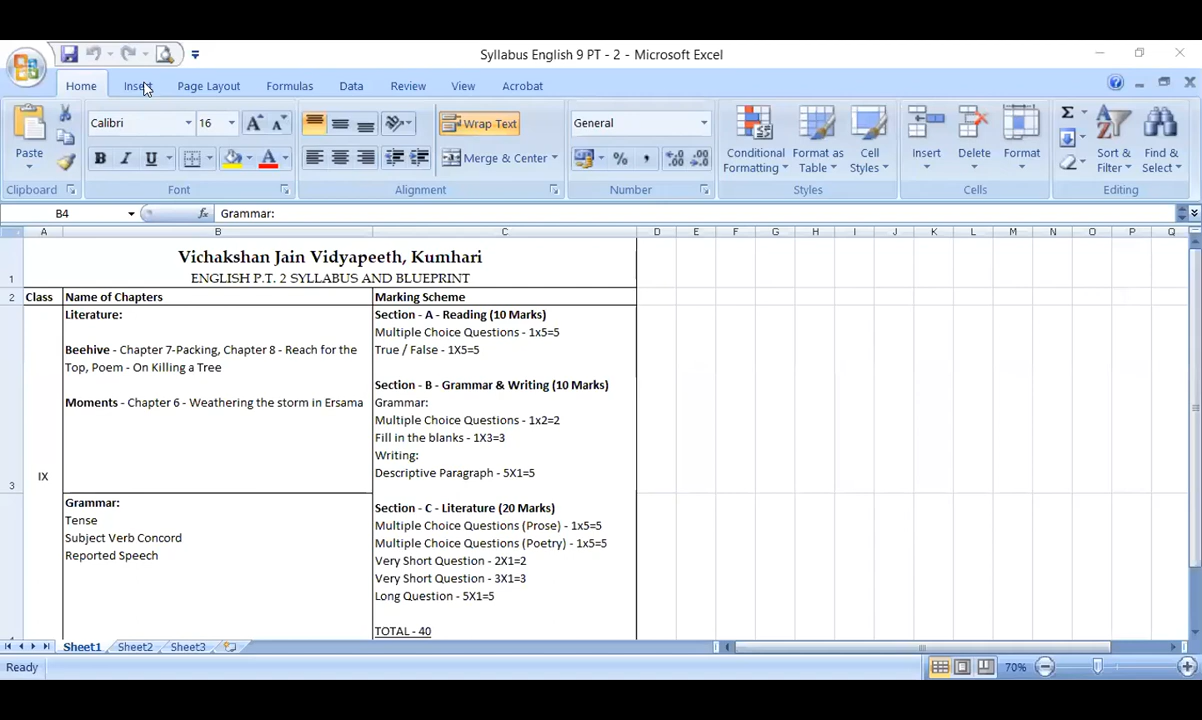 Syllabus English 9 PT - 2 - Microsoft Excel
Home Insert Page Layout Formulas Data Review View Acrobat
Calibri 16 Wrap Text General
Paste Merge & Center Conditional Formatting Format as Table Cell Styles Insert Delete Format Sort & Filter Find & Select
Clipboard Font Alignment Number Styles Cells Editing
B4 fx Grammar:
A B C D E F G H I J K L M N O P Q
1
Vichakshan Jain Vidyapeeth, Kumhari
ENGLISH P.T. 2 SYLLABUS AND BLUEPRINT
2 Class Name of Chapters Marking Scheme
3
IX
Literature:
Beehive - Chapter 7-Packing, Chapter 8 - Reach for the
Top, Poem - On Killing a Tree
Moments - Chapter 6 - Weathering the storm in Ersama
Grammar:
Tense
Subject Verb Concord
Reported Speech
Section - A - Reading (10 Marks)
Multiple Choice Questions - 1x5=5
True / False - 1X5=5
Section - B - Grammar & Writing (10 Marks)
Grammar:
Multiple Choice Questions - 1x2=2
Fill in the blanks - 1X3=3
Writing:
Descriptive Paragraph - 5X1=5
Section - C - Literature (20 Marks)
Multiple Choice Questions (Prose) - 1x5=5
Multiple Choice Questions (Poetry) - 1x5=5
Very Short Question - 2X1=2
Very Short Question - 3X1=3
Long Question - 5X1=5
TOTAL - 40
Sheet1 Sheet2 Sheet3
Ready 70%